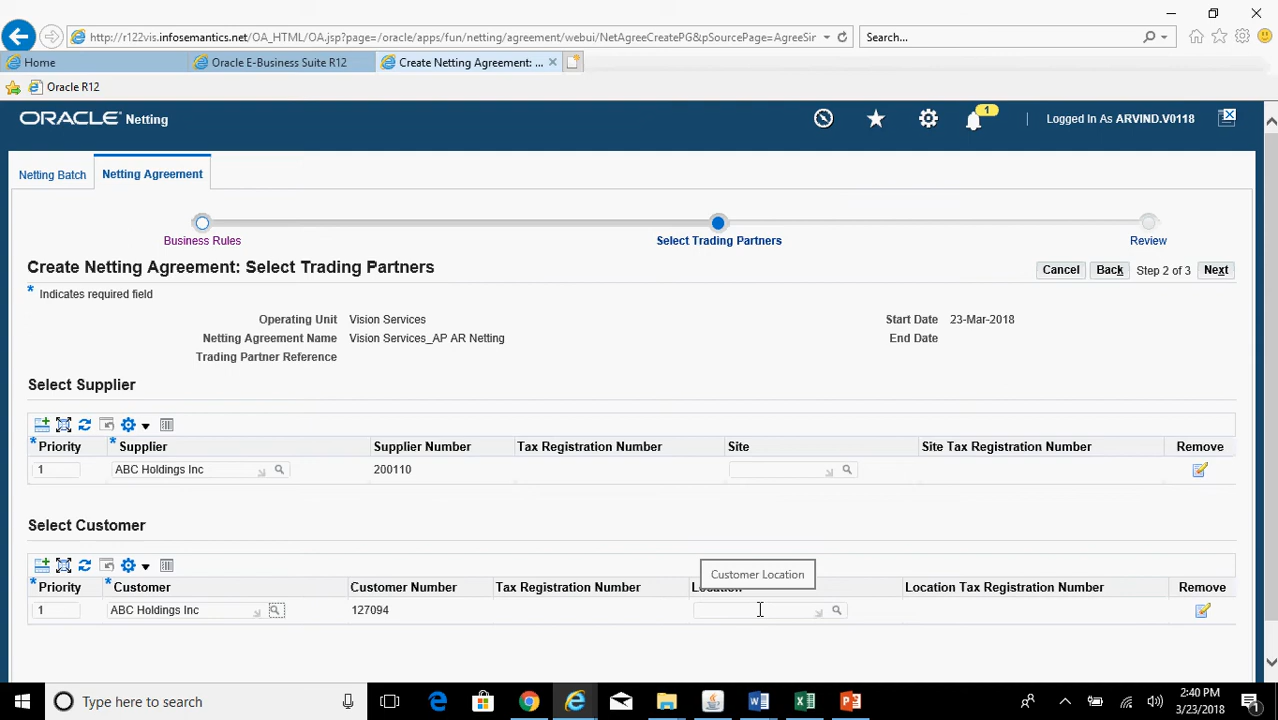 http://r122vis.infosemantics.net/OA_HTML/OA.jsp?page=/oracle/apps/fun/netting/agreement/webui/NetAgreeCreatePG&pSourcePage=AgreeSir
Search...
Home
Oracle E-Business Suite R12
Create Netting Agreement: ...
Oracle R12
ORACLE Netting
1
Logged In As ARVIND.V0118
Netting Batch
Netting Agreement
Business Rules
Select Trading Partners
Review
Create Netting Agreement: Select Trading Partners
Cancel Back Step 2 of 3 Next
* Indicates required field
Operating Unit Vision Services
Start Date 23-Mar-2018
Netting Agreement Name Vision Services_AP AR Netting
End Date
Trading Partner Reference
Select Supplier
* Priority * Supplier Supplier Number Tax Registration Number Site Site Tax Registration Number Remove
1 ABC Holdings Inc 200110
Select Customer
Customer Location
* Priority * Customer Customer Number Tax Registration Number Location Location Tax Registration Number Remove
1 ABC Holdings Inc 127094
Type here to search
2:40 PM
3/23/2018
1